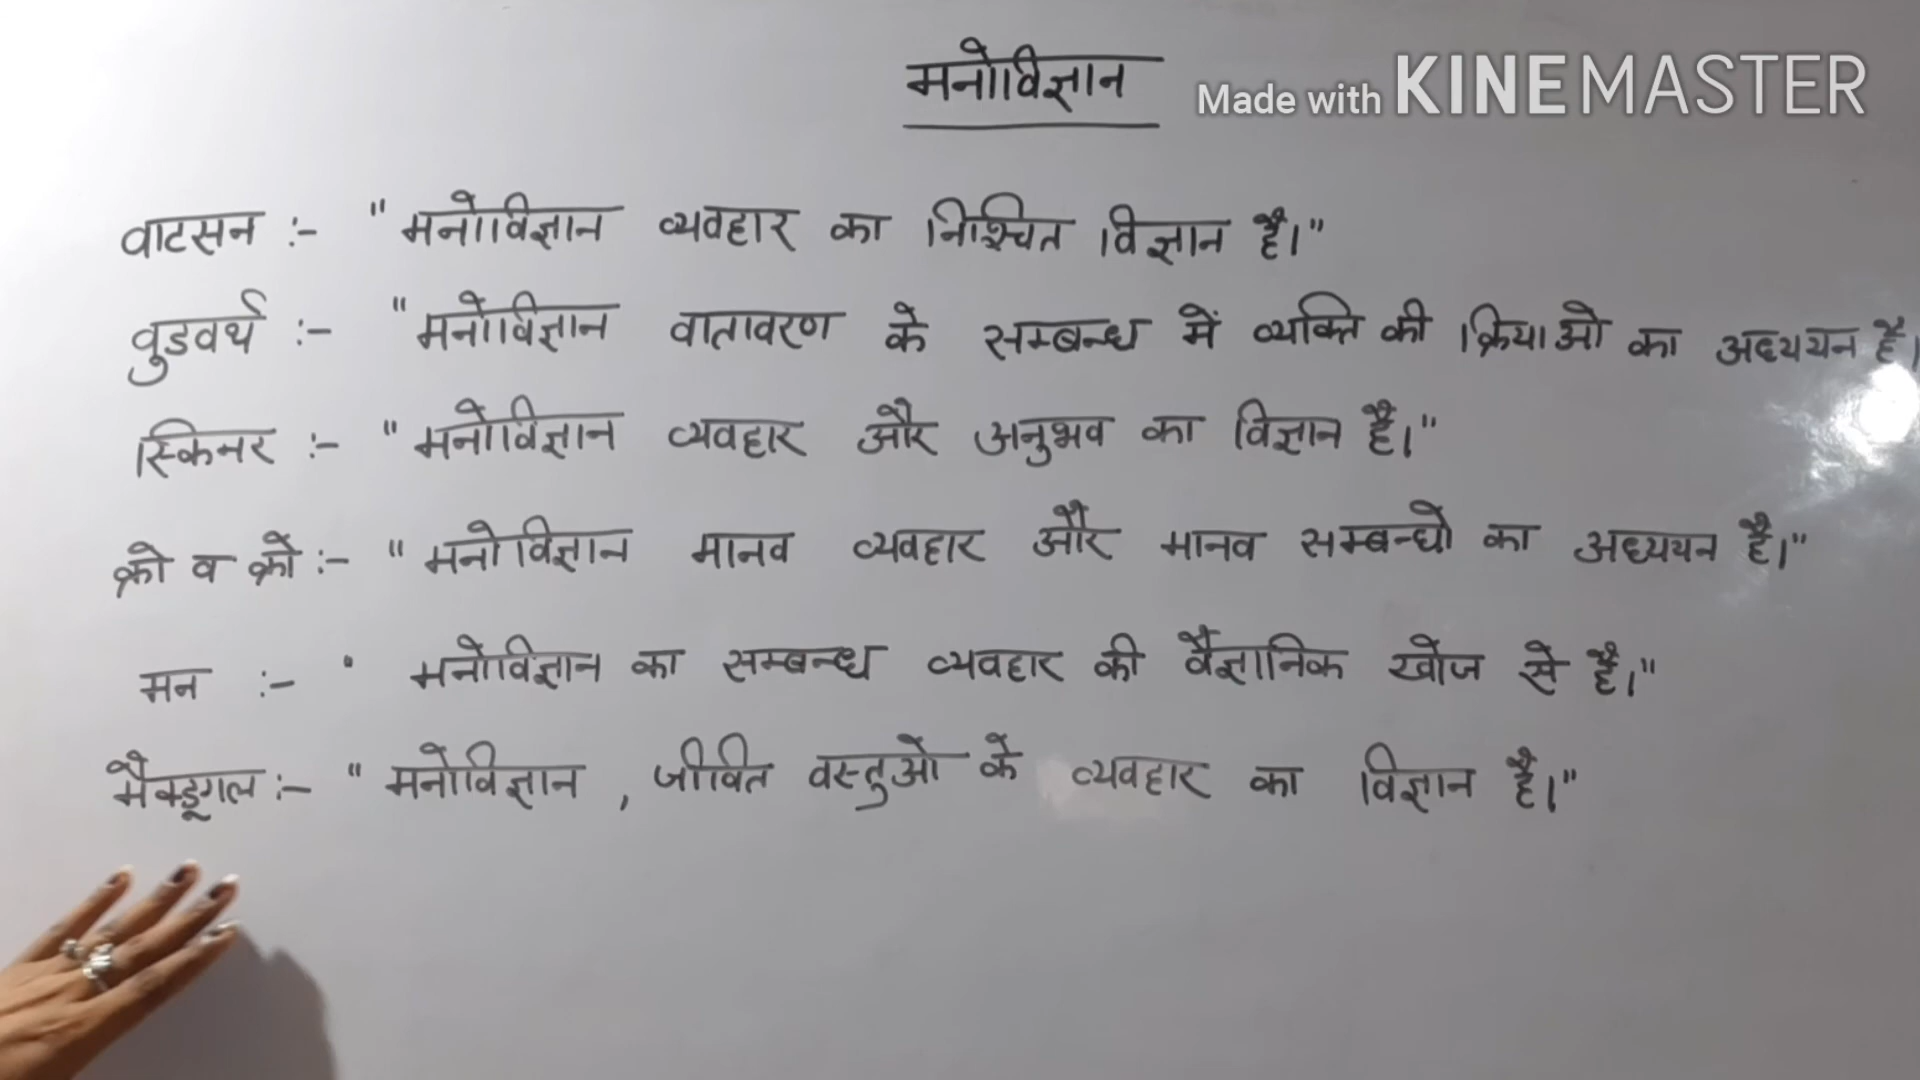 मनोविज्ञान
Made with KINEMASTER
वाटसन :- "मनोविज्ञान व्यवहार का निश्चित विज्ञान है।"
वुडवर्थ :- "मनोविज्ञान वातावरण के सम्बन्ध में व्यक्ति की क्रियाओ का अध्ययन है।
स्किनर :- "मनोविज्ञान व्यवहार और अनुभव का विज्ञान है।"
क्रो व क्रो :- "मनोविज्ञान मानव व्यवहार और मानव सम्बन्धो का अध्ययन है।"
मन :- " मनोविज्ञान का सम्बन्ध व्यवहार की वैज्ञानिक खोज से है।"
मैक्डूगल :- "मनोविज्ञान , जीवित वस्तुओ के व्यवहार का विज्ञान है।"